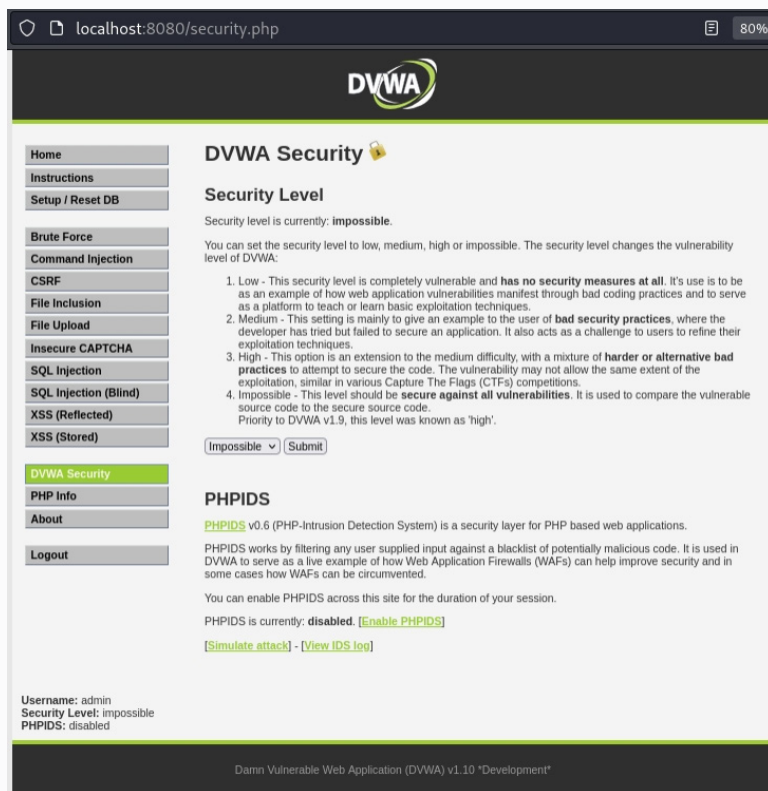 localhost:8080/security.php
80%
DVWA
Home
Instructions
Setup / Reset DB
Brute Force
Command Injection
CSRF
File Inclusion
File Upload
Insecure CAPTCHA
SQL Injection
SQL Injection (Blind)
XSS (Reflected)
XSS (Stored)
DVWA Security
PHP Info
About
Logout
DVWA Security
Security Level
Security level is currently: impossible.
You can set the security level to low, medium, high or impossible. The security level changes the vulnerability
level of DVWA:
1. Low - This security level is completely vulnerable and has no security measures at all. It's use is to be
as an example of how web application vulnerabilities manifest through bad coding practices and to serve
as a platform to teach or learn basic exploitation techniques.
2. Medium - This setting is mainly to give an example to the user of bad security practices, where the
developer has tried but failed to secure an application. It also acts as a challenge to users to refine their
exploitation techniques.
3. High - This option is an extension to the medium difficulty, with a mixture of harder or alternative bad
practices to attempt to secure the code. The vulnerability may not allow the same extent of the
exploitation, similar in various Capture The Flags (CTFs) competitions.
4. Impossible - This level should be secure against all vulnerabilities. It is used to compare the vulnerable
source code to the secure source code.
Priority to DVWA v1.9, this level was known as 'high'.
Impossible Submit
PHPIDS
PHPIDS v0.6 (PHP-Intrusion Detection System) is a security layer for PHP based web applications.
PHPIDS works by filtering any user supplied input against a blacklist of potentially malicious code. It is used in
DVWA to serve as a live example of how Web Application Firewalls (WAFs) can help improve security and in
some cases how WAFs can be circumvented.
You can enable PHPIDS across this site for the duration of your session.
PHPIDS is currently: disabled. [Enable PHPIDS]
[Simulate attack] - [View IDS log]
Username: admin
Security Level: impossible
PHPIDS: disabled
Damn Vulnerable Web Application (DVWA) v1.10 *Development*